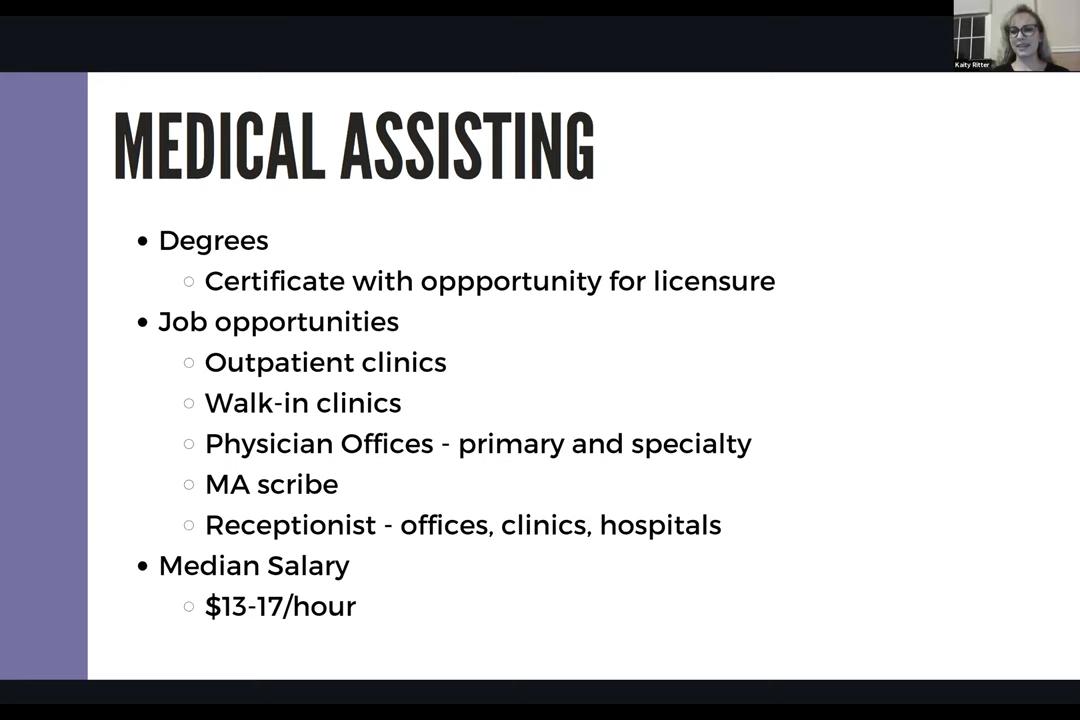 Kaity Ritter
MEDICAL ASSISTING
Degrees
Certificate with oppportunity for licensure
Job opportunities
Outpatient clinics
Walk-in clinics
Physician Offices - primary and specialty
MA scribe
Receptionist - offices, clinics, hospitals
Median Salary
$13-17/hour